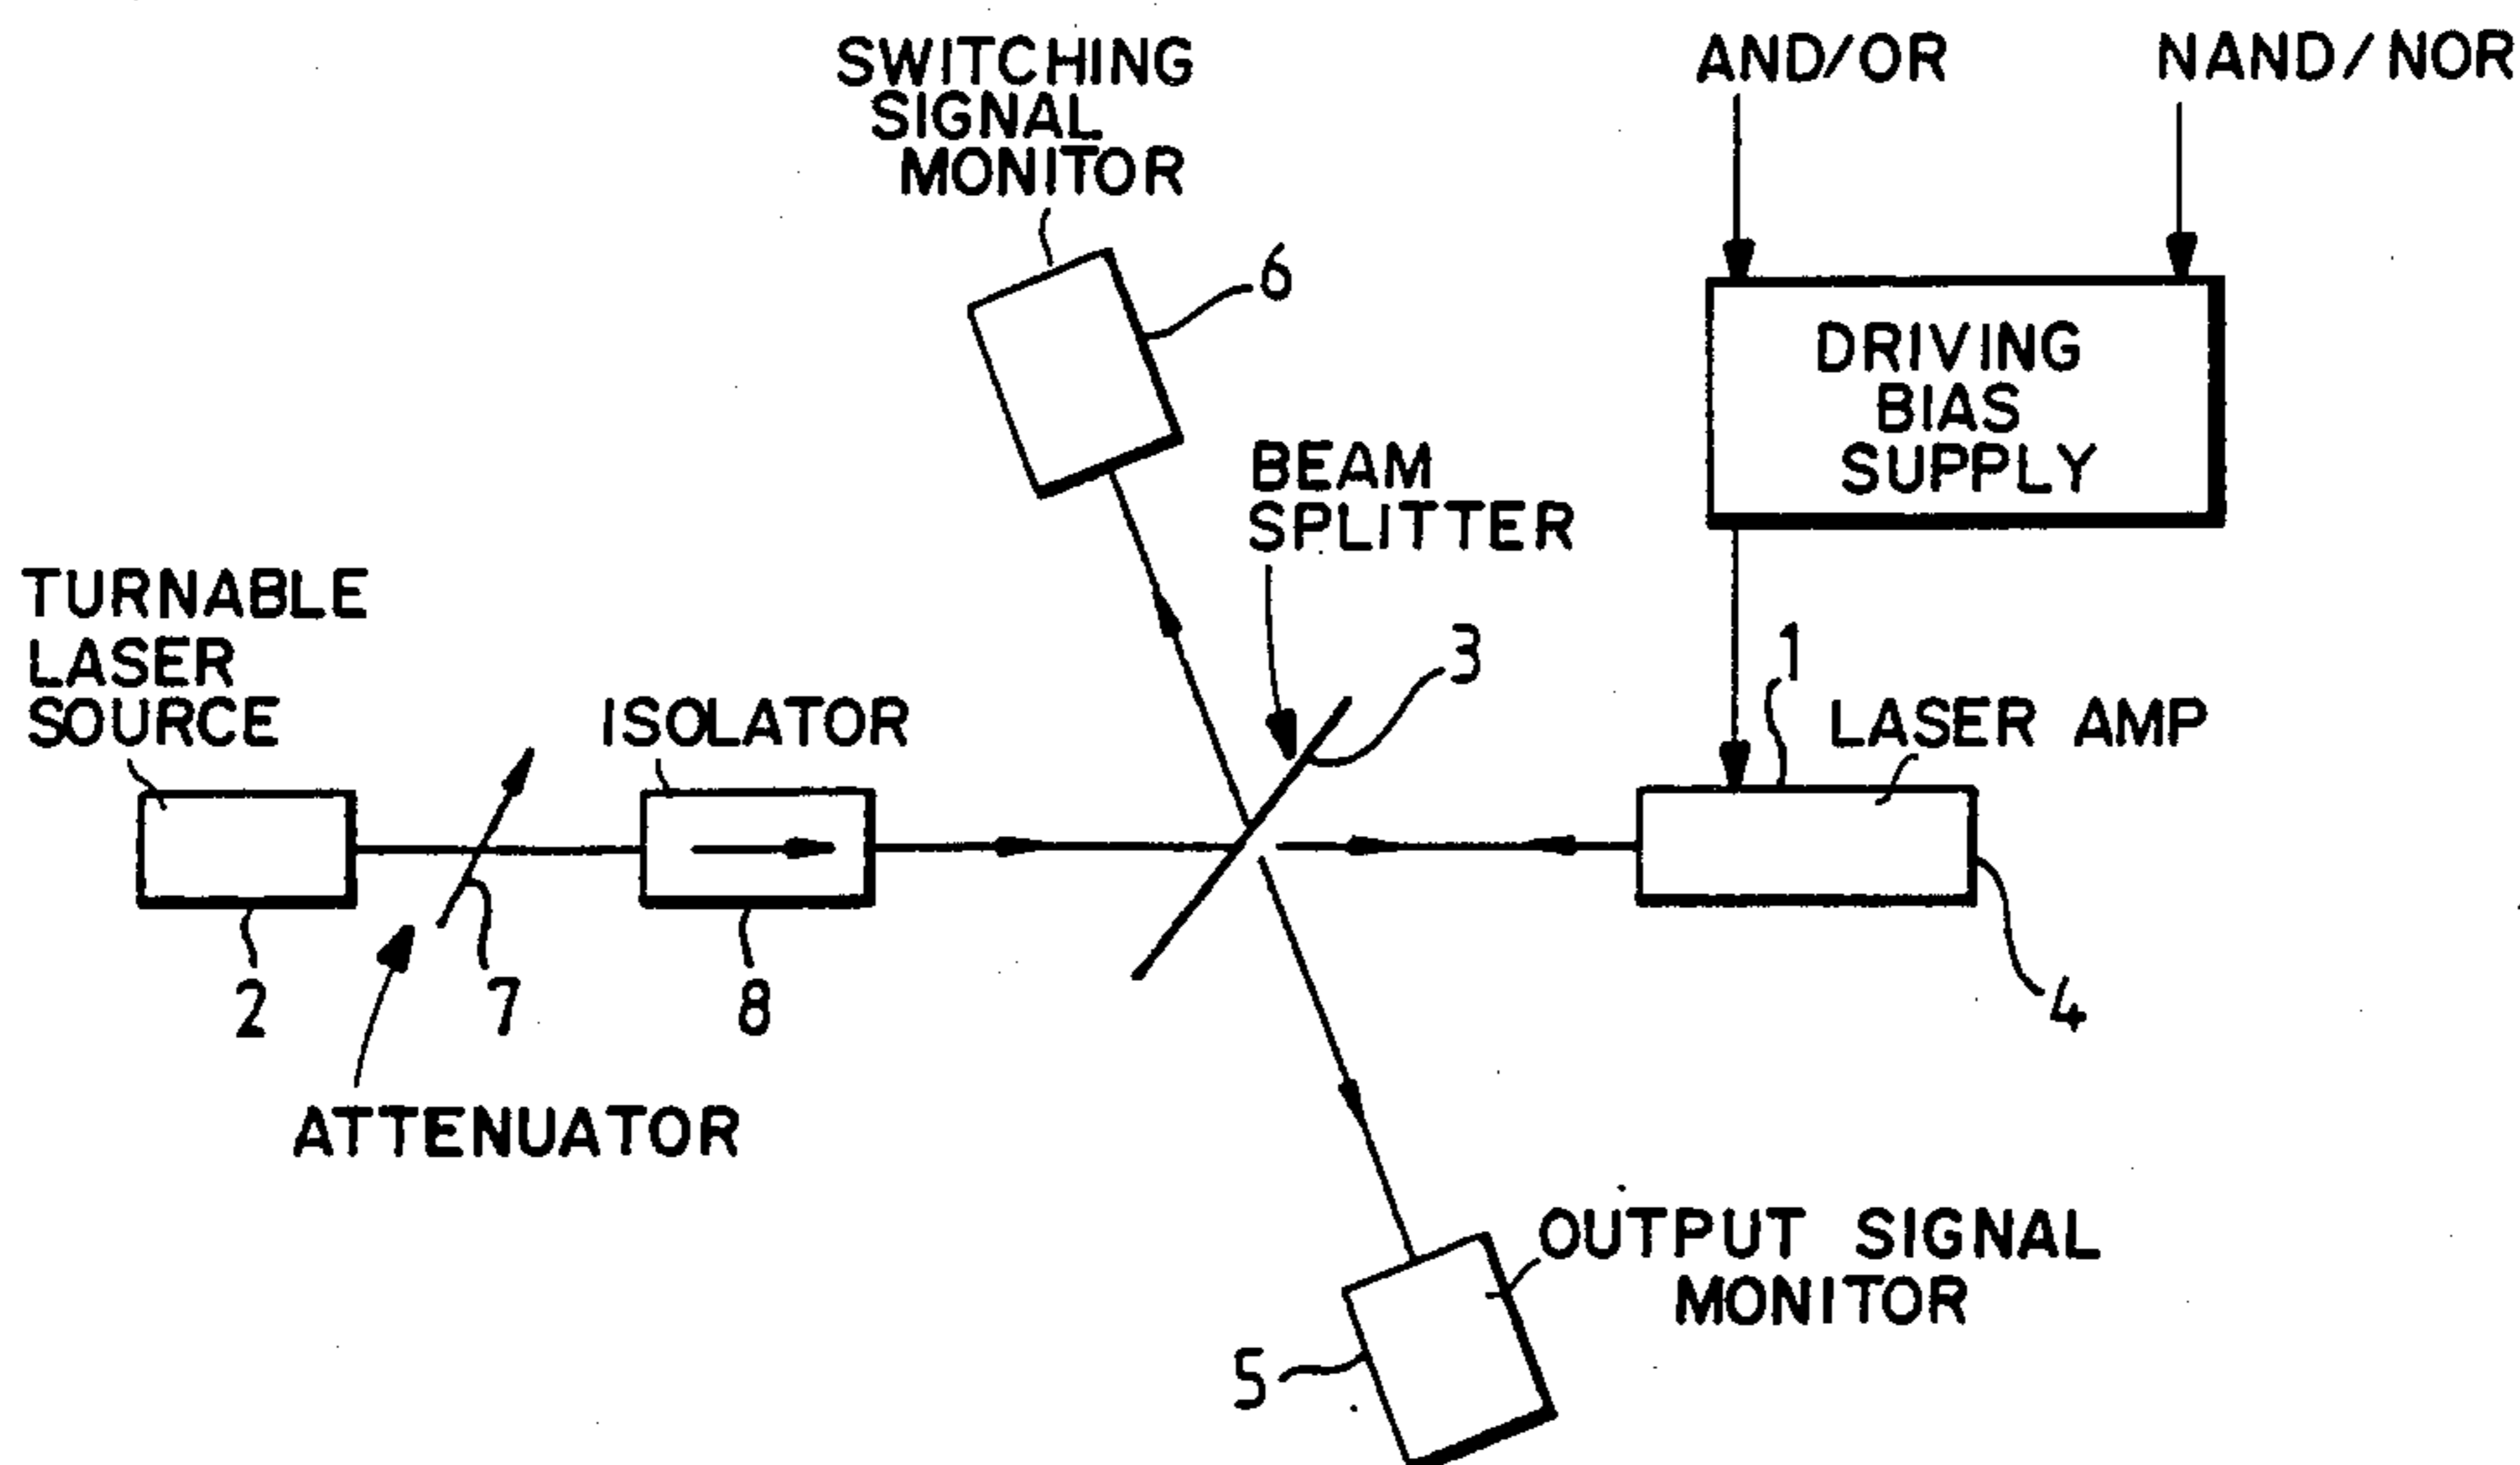 SWITCHING
SIGNAL
MONITOR
AND/OR
NAND/NOR
6
DRIVING
BIAS
SUPPLY
BEAM
SPLITTER
TURNABLE
LASER
SOURCE
ISOLATOR
3
1
LASER AMP
2
7
8
4
ATTENUATOR
OUTPUT SIGNAL
MONITOR
5